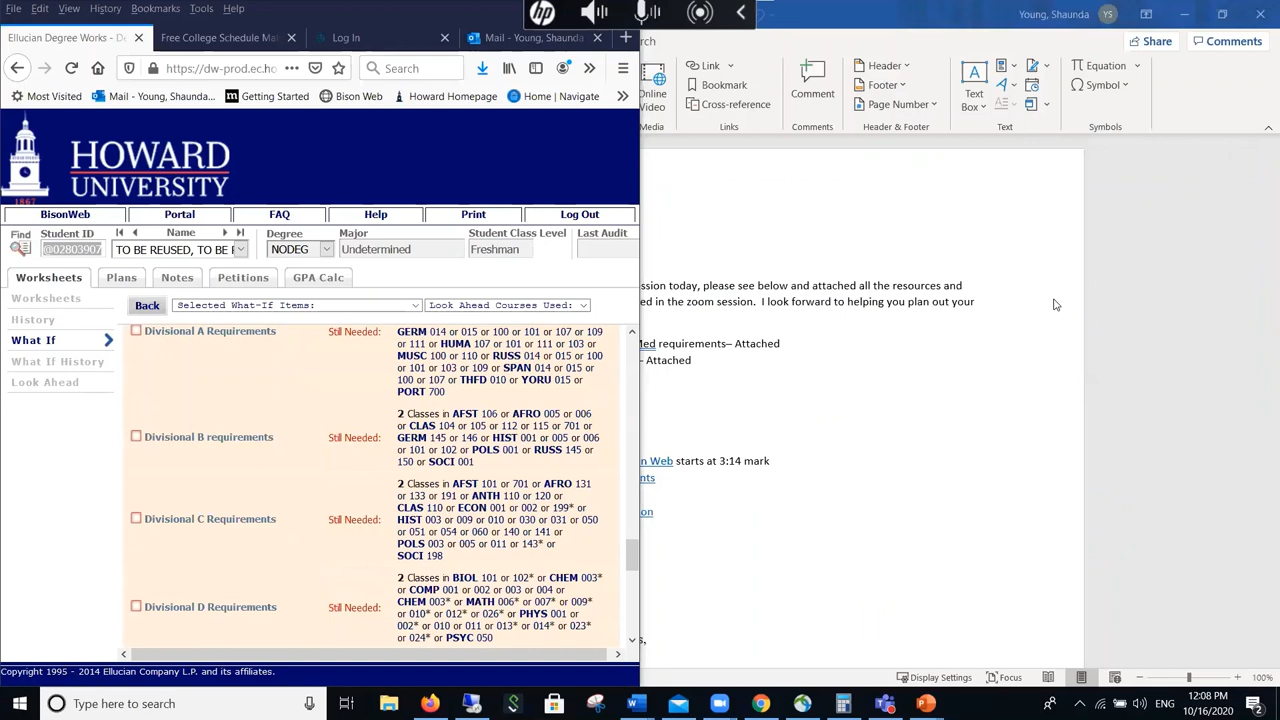 File Edit View History Bookmarks Tools Help
hp
Young, Shaunda YS
Ellucian Degree Works - De
Free College Schedule Ma
Log In
Mail - Young, Shaunda
Share
Comments
https://dw-prod.ec.ho
Search
Most Visited
Mail - Young, Shaunda...
Getting Started
Bison Web
Howard Homepage
Home | Navigate
Online Video
Media
Link
Bookmark
Cross-reference
Links
Comment
Comments
Header
Footer
Page Number
Header & Footer
Text Box
Text
Equation
Symbol
Symbols
HOWARD
UNIVERSITY
1867
BisonWeb Portal FAQ Help Print Log Out
Find Student ID Name Degree Major Student Class Level Last Audit
@02803907 TO BE REUSED, TO BE NODEG Undetermined Freshman
Worksheets Plans Notes Petitions GPA Calc
Worksheets
History
What If
What If History
Look Ahead
Back Selected What-If Items: Look Ahead Courses Used:
Divisional A Requirements Still Needed: GERM 014 or 015 or 100 or 101 or 107 or 109
or 111 or HUMA 107 or 101 or 111 or 103 or
MUSC 100 or 110 or RUSS 014 or 015 or 100
or 101 or 103 or 109 or SPAN 014 or 015 or
100 or 107 or THFD 010 or YORU 015 or
PORT 700
2 Classes in AFST 106 or AFRO 005 or 006
or CLAS 104 or 105 or 112 or 115 or 701 or
Divisional B requirements Still Needed: GERM 145 or 146 or HIST 001 or 005 or 006
or 101 or 102 or POLS 001 or RUSS 145 or
150 or SOCI 001
2 Classes in AFST 101 or 701 or AFRO 131
or 133 or 191 or ANTH 110 or 120 or
CLAS 110 or ECON 001 or 002 or 199* or
Divisional C Requirements Still Needed: HIST 003 or 009 or 010 or 030 or 031 or 050
or 051 or 054 or 060 or 140 or 141 or
POLS 003 or 005 or 011 or 143* or
SOCI 198
2 Classes in BIOL 101 or 102* or CHEM 003*
or COMP 001 or 002 or 003 or 004 or
Divisional D Requirements Still Needed: CHEM 003* or MATH 006* or 007* or 009* or
010* or 012* or 026* or PHYS 001 or
002* or 010 or 011 or 013* or 014* or 023*
or 024* or PSYC 050
ssion today, please see below and attached all the resources and
ed in the zoom session. I look forward to helping you plan out your
Med requirements– Attached
– Attached
n Web starts at 3:14 mark
nts
on
s,
Copyright 1995 - 2014 Ellucian Company L.P. and its affiliates.
Display Settings Focus 100%
Type here to search
ENG
12:08 PM
10/16/2020